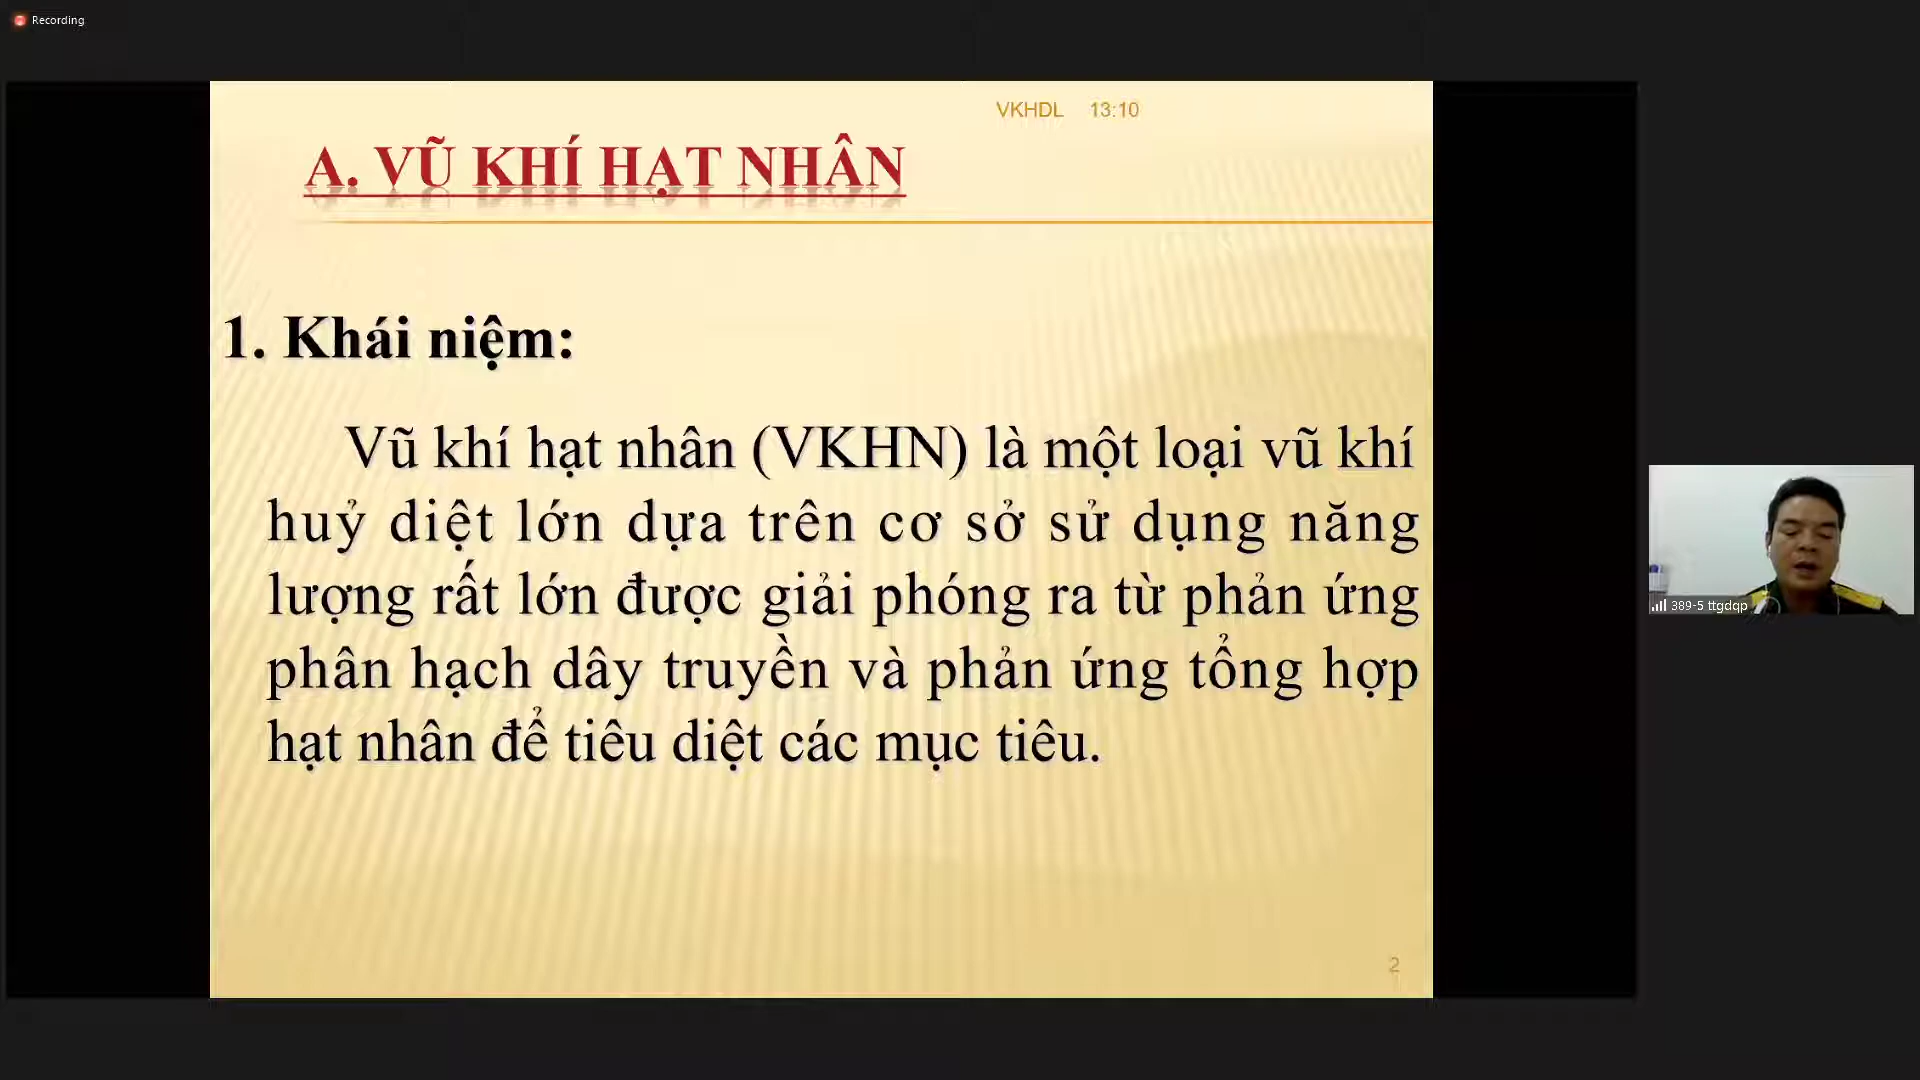 Recording
VKHDL 13:10
A. VŨ KHÍ HẠT NHÂN
1. Khái niệm:
Vũ khí hạt nhân (VKHN) là một loại vũ khí
huỷ diệt lớn dựa trên cơ sở sử dụng năng
lượng rất lớn được giải phóng ra từ phản ứng
phân hạch dây truyền và phản ứng tổng hợp
hạt nhân để tiêu diệt các mục tiêu.
389-5 ttgdqp
2